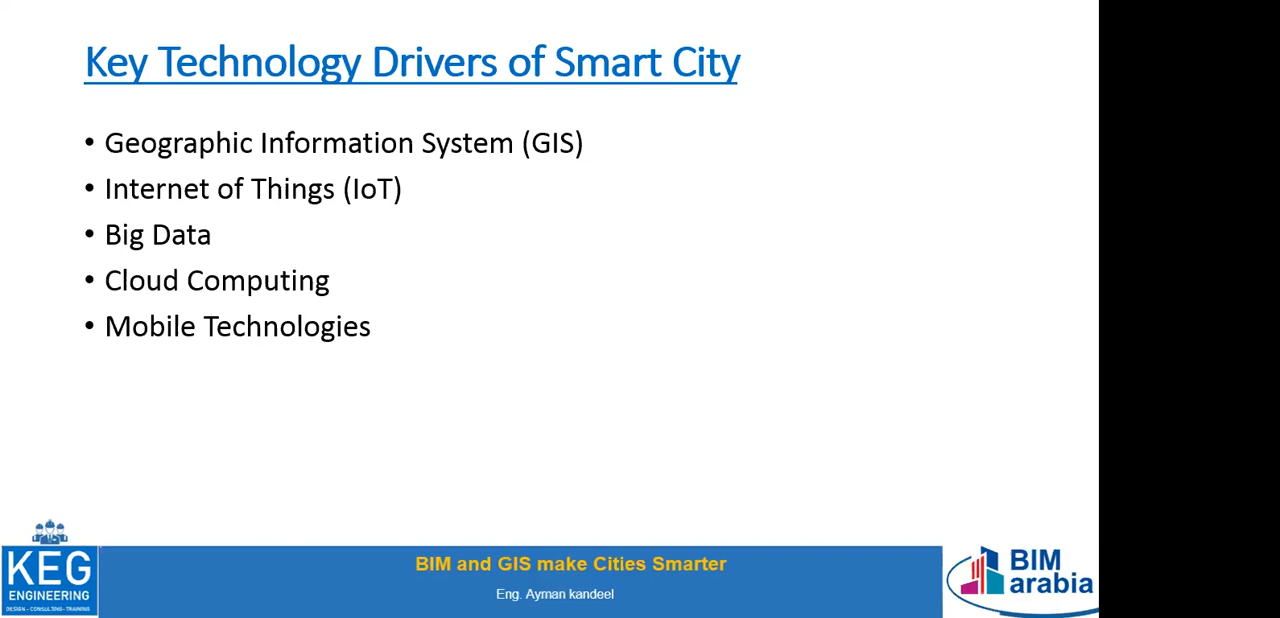 Key Technology Drivers of Smart City
• Geographic Information System (GIS)
• Internet of Things (IoT)
• Big Data
• Cloud Computing
• Mobile Technologies
KEG
ENGINEERING
DESIGN - CONSULTING - TRAINING
BIM and GIS make Cities Smarter
Eng. Ayman kandeel
BIM
arabia